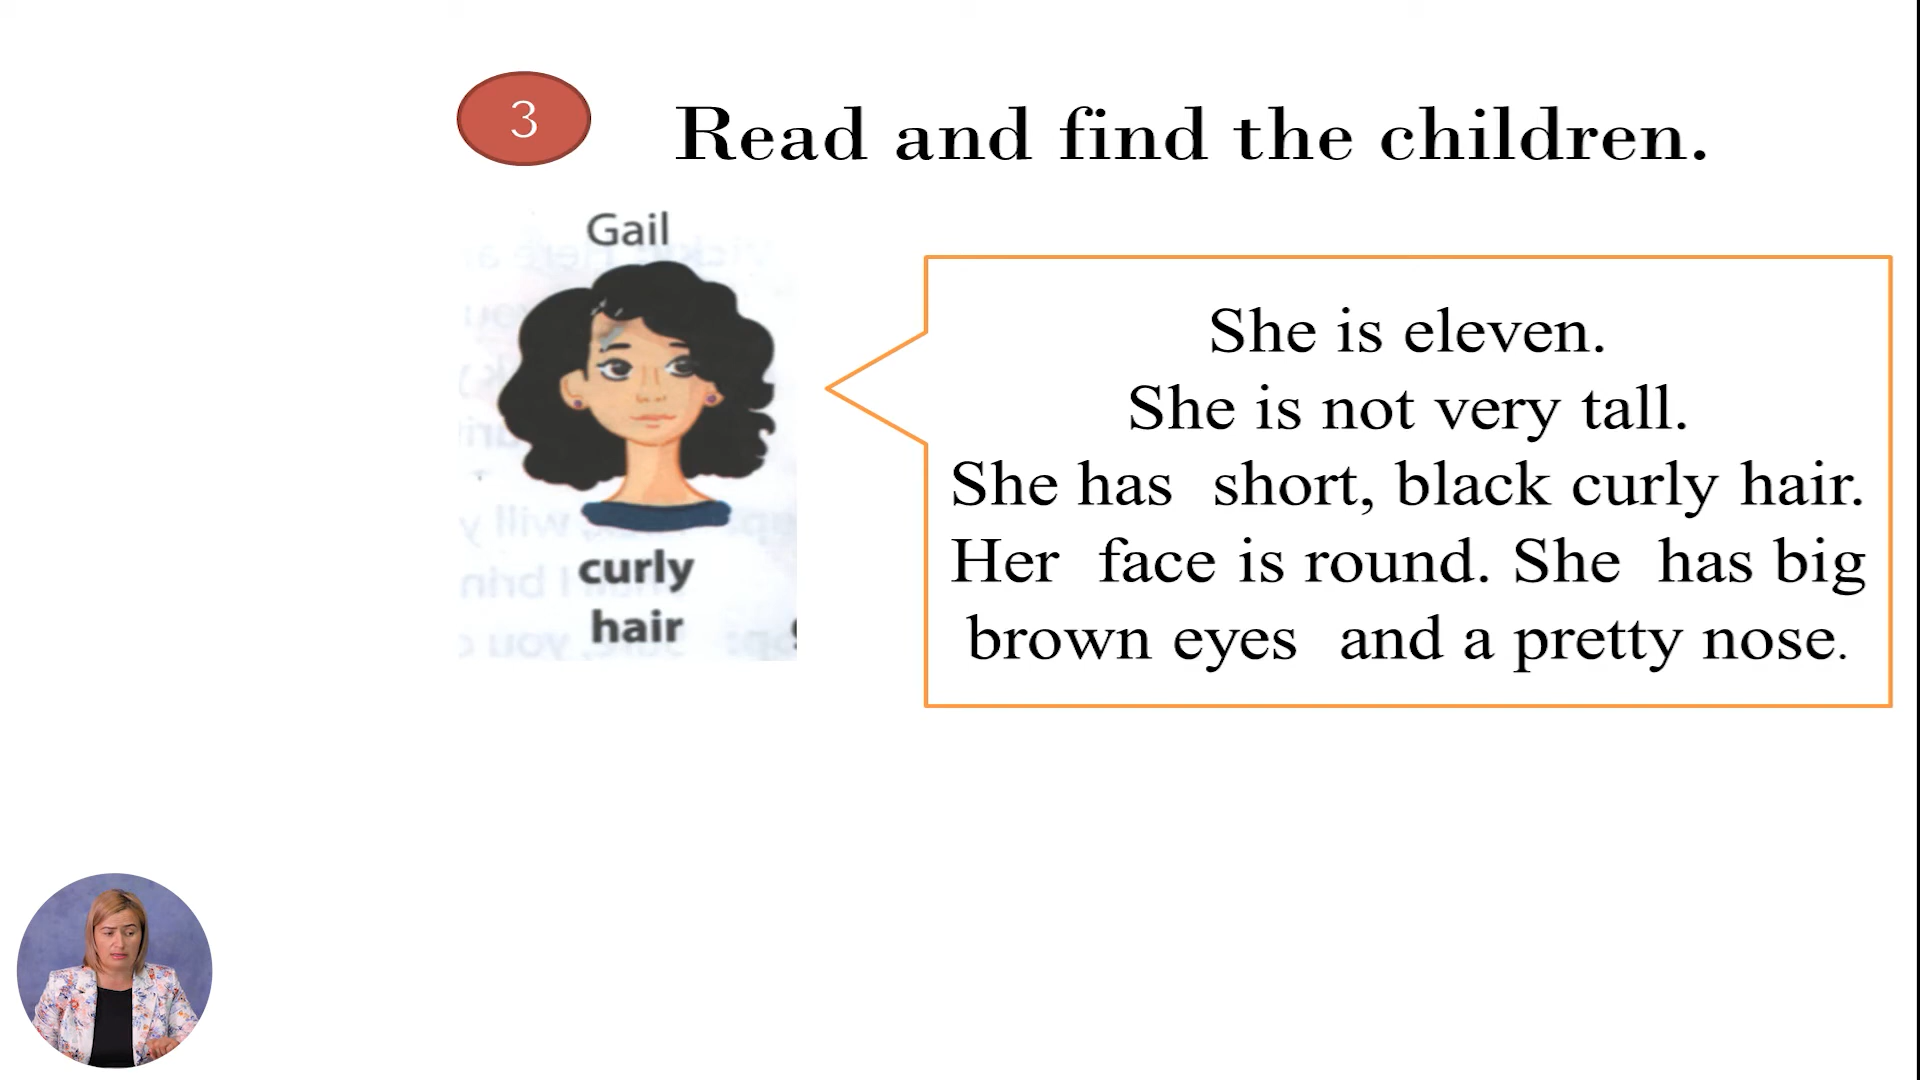 3
Read and find the children.
Gail
curly
hair
She is eleven.
She is not very tall.
She has short, black curly hair.
Her face is round. She has big
brown eyes and a pretty nose.